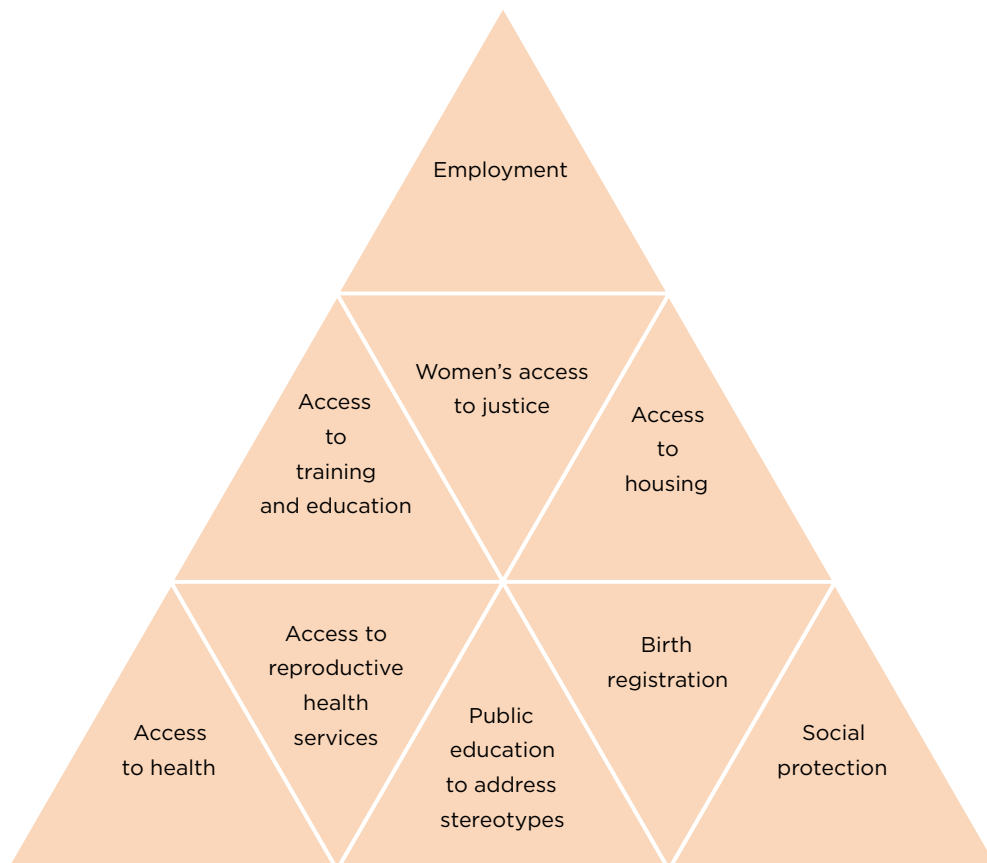 Employment
Women’s access
to justice
Access
to
training
and education
Access
to
housing
Access to
reproductive
health
services
Birth
registration
Access
to health
Public
education
to address
stereotypes
Social
protection